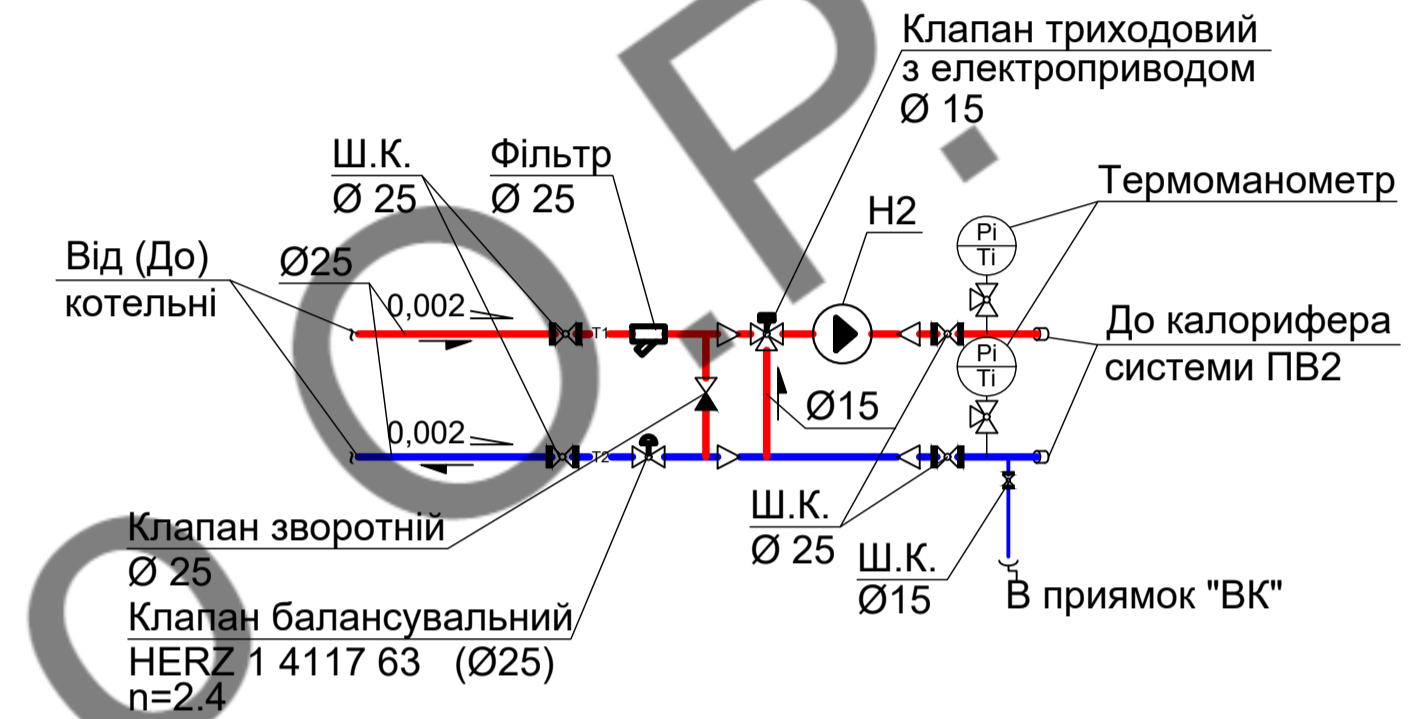 Клапан триходовий
з електроприводом
Ø 15
Ш.К.
Ø 25
Фільтр
Ø 25
Термоманометр
Н2
Pi
Ti
Від (До)
котельні
Ø25
0,002
T1
До калорифера
системи ПВ2
Pi
Ti
Ø15
0,002
T2
Клапан зворотній
Ø 25
Ш.К.
Ø 25
Ш.К.
Ø15
В приямок "ВК"
Клапан балансувальний
HERZ 1 4117 63 (Ø25)
n=2.4
О.Р.